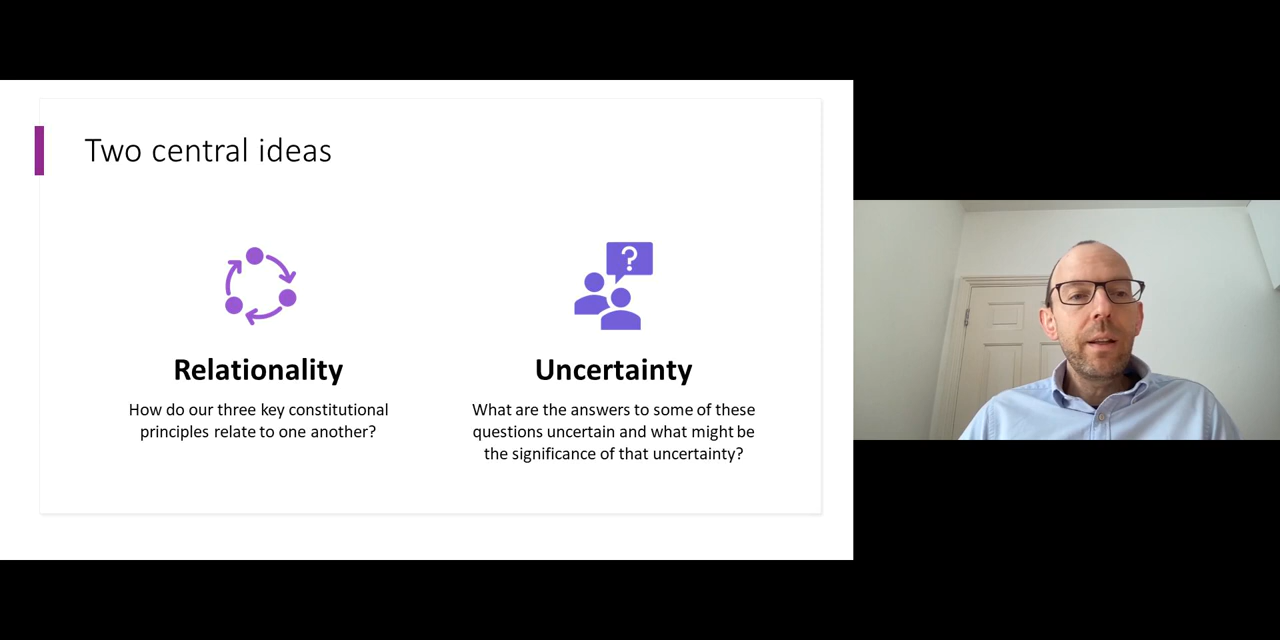 Two central ideas
?
Relationality
How do our three key constitutional
principles relate to one another?
Uncertainty
What are the answers to some of these
questions uncertain and what might be
the significance of that uncertainty?